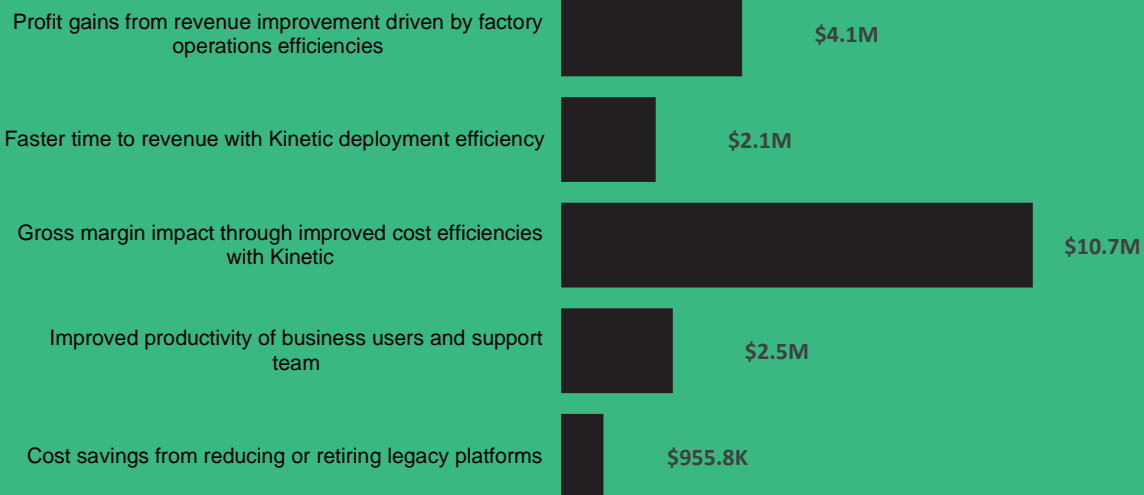 Profit gains from revenue improvement driven by factory
operations efficiencies
$4.1M
Faster time to revenue with Kinetic deployment efficiency
$2.1M
Gross margin impact through improved cost efficiencies
with Kinetic
$10.7M
Improved productivity of business users and support
team
$2.5M
Cost savings from reducing or retiring legacy platforms
$955.8K